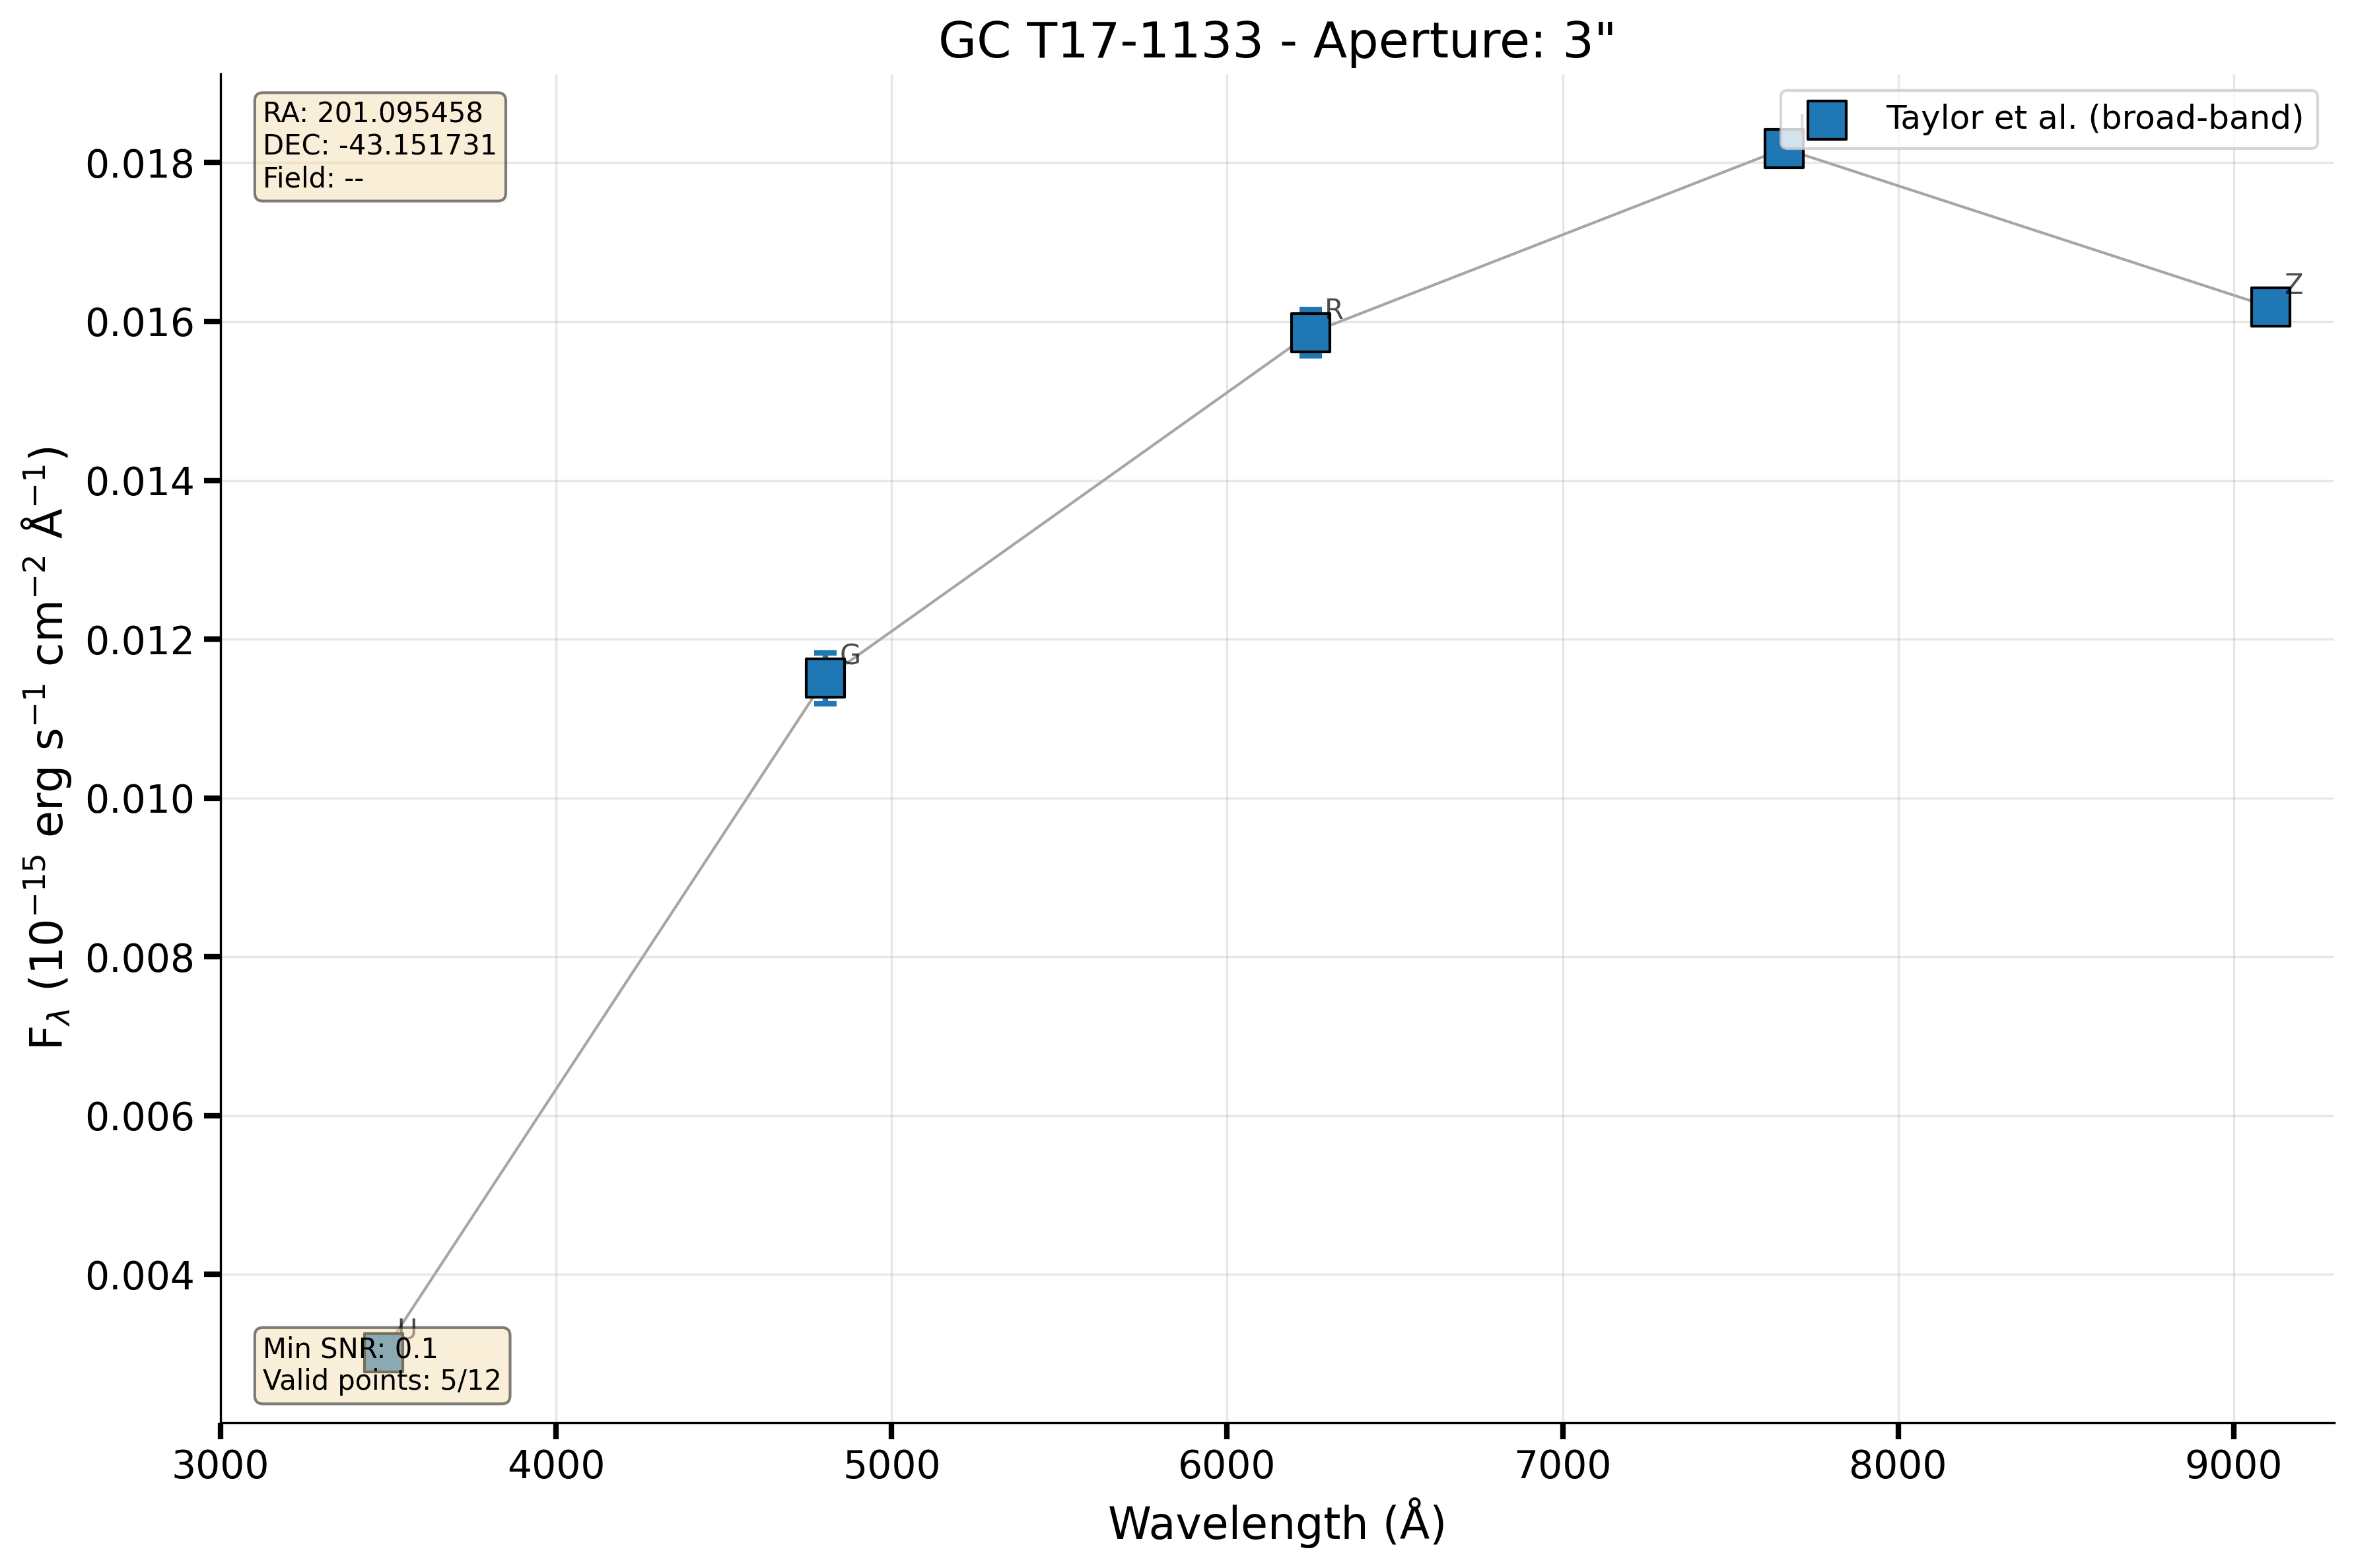 GC T17-1133 - Aperture: 3"
RA: 201.095458
DEC: -43.151731
Field: --
Taylor et al. (broad-band)
0.018
0.016
0.014
0.012
0.010
0.008
0.006
0.004
F_λ (10⁻¹⁵ erg s⁻¹ cm⁻² Å⁻¹)
Z
R
G
U
Min SNR: 0.1
Valid points: 5/12
3000 4000 5000 6000 7000 8000 9000
Wavelength (Å)